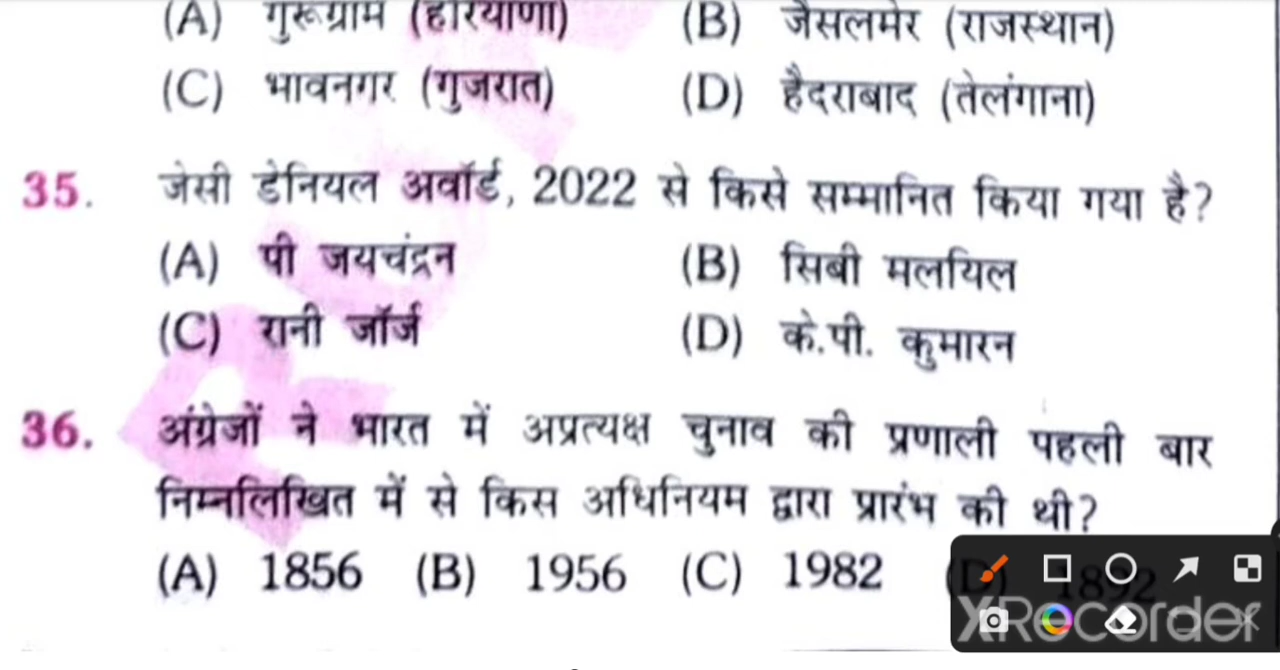 (A) गुरूग्राम (हरियाणा) (B) जैसलमेर (राजस्थान)
(C) भावनगर (गुजरात) (D) हैदराबाद (तेलंगाना)
35. जेसी डेनियल अवॉर्ड, 2022 से किसे सम्मानित किया गया है?
(A) पी जयचंद्रन (B) सिबी मलयिल
(C) रानी जॉर्ज (D) के.पी. कुमारन
36. अंग्रेजों ने भारत में अप्रत्यक्ष चुनाव की प्रणाली पहली बार
निम्नलिखित में से किस अधिनियम द्वारा प्रारंभ की थी?
(A) 1856 (B) 1956 (C) 1982 (D) 1892
XRecorder